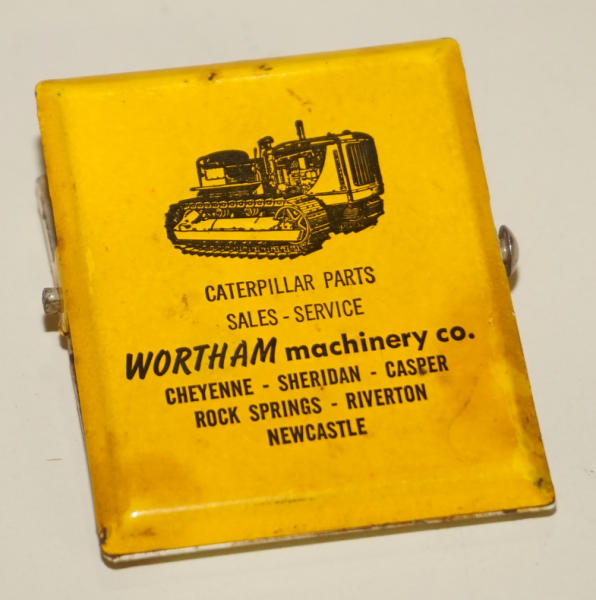 CATERPILLAR PARTS
SALES - SERVICE
WORTHAM machinery co.
CHEYENNE - SHERIDAN - CASPER
ROCK SPRINGS - RIVERTON
NEWCASTLE